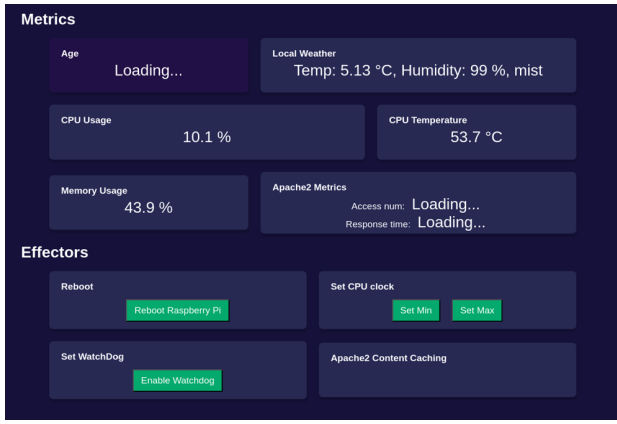 Metrics
Age
Loading...
Local Weather
Temp: 5.13 °C, Humidity: 99 %, mist
CPU Usage
10.1 %
CPU Temperature
53.7 °C
Memory Usage
43.9 %
Apache2 Metrics
Access num: Loading...
Response time: Loading...
Effectors
Reboot
Reboot Raspberry Pi
Set CPU clock
Set Min Set Max
Set WatchDog
Enable Watchdog
Apache2 Content Caching